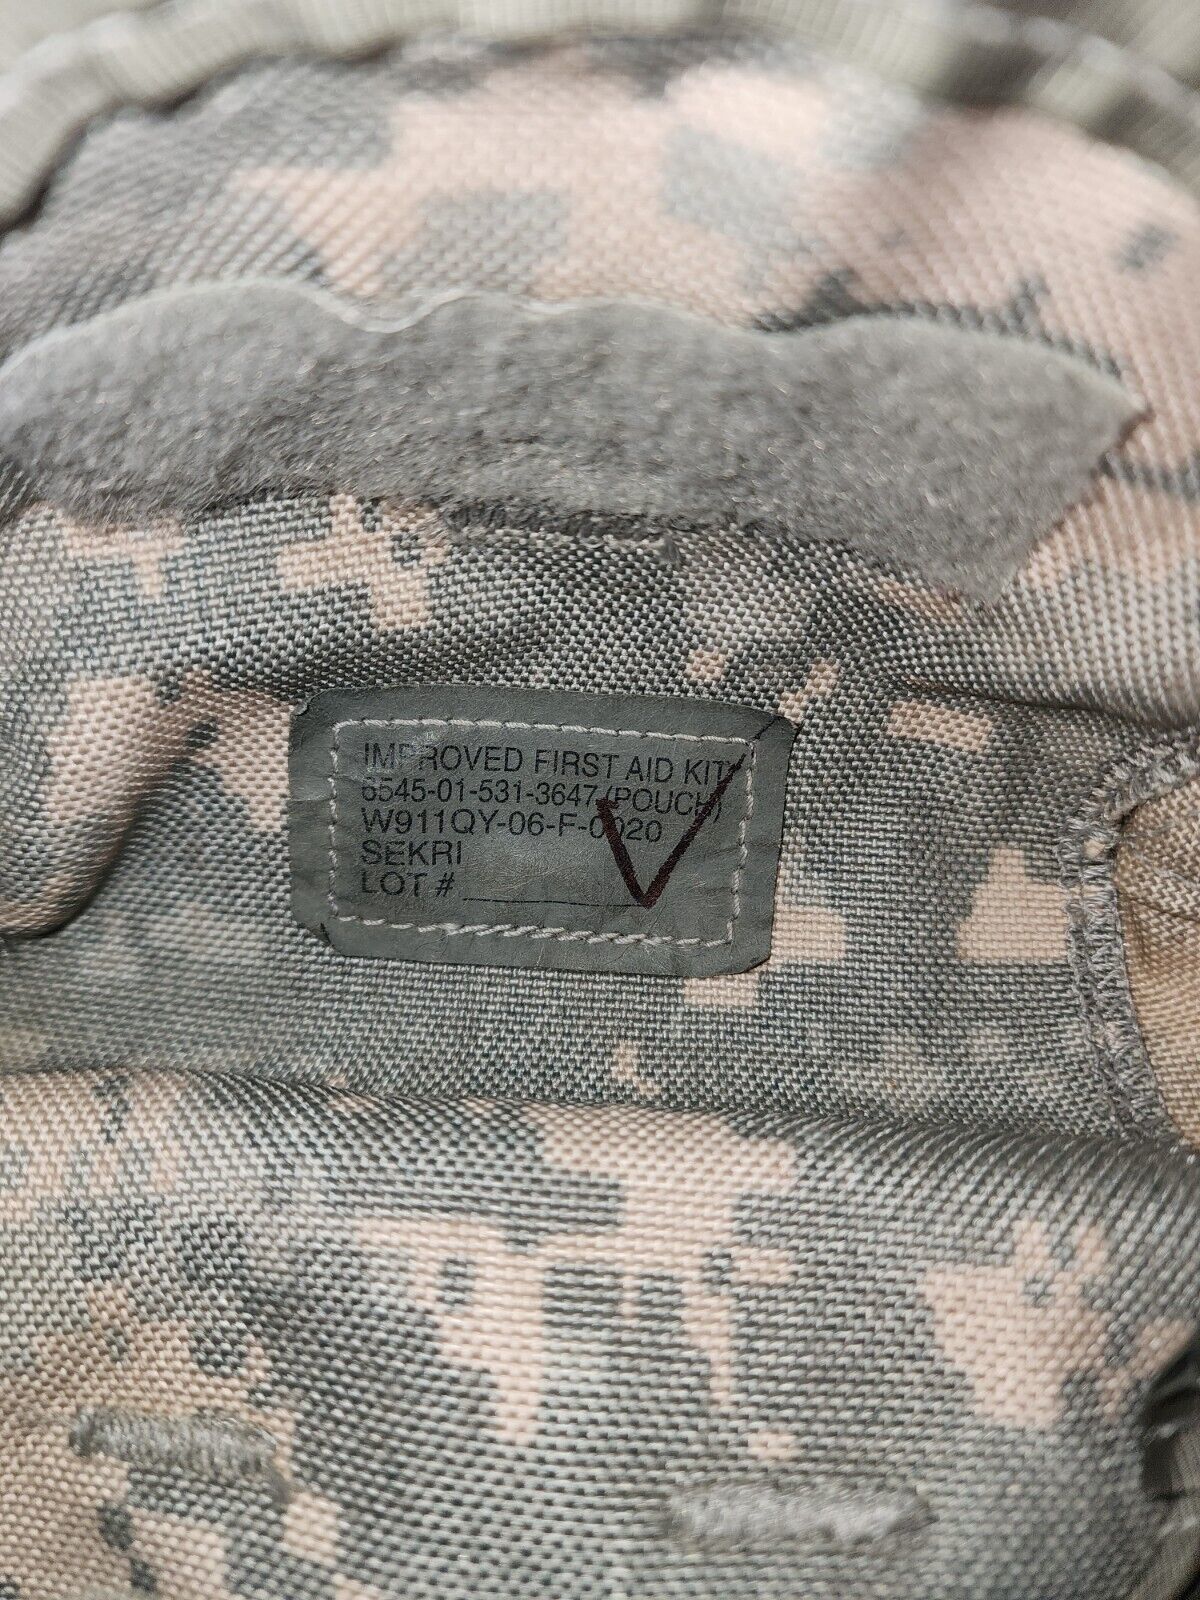 IMPROVED FIRST AID KIT
6545-01-531-3647 (POUCH)
W911QY-06-F-0020
SEKRI
LOT #